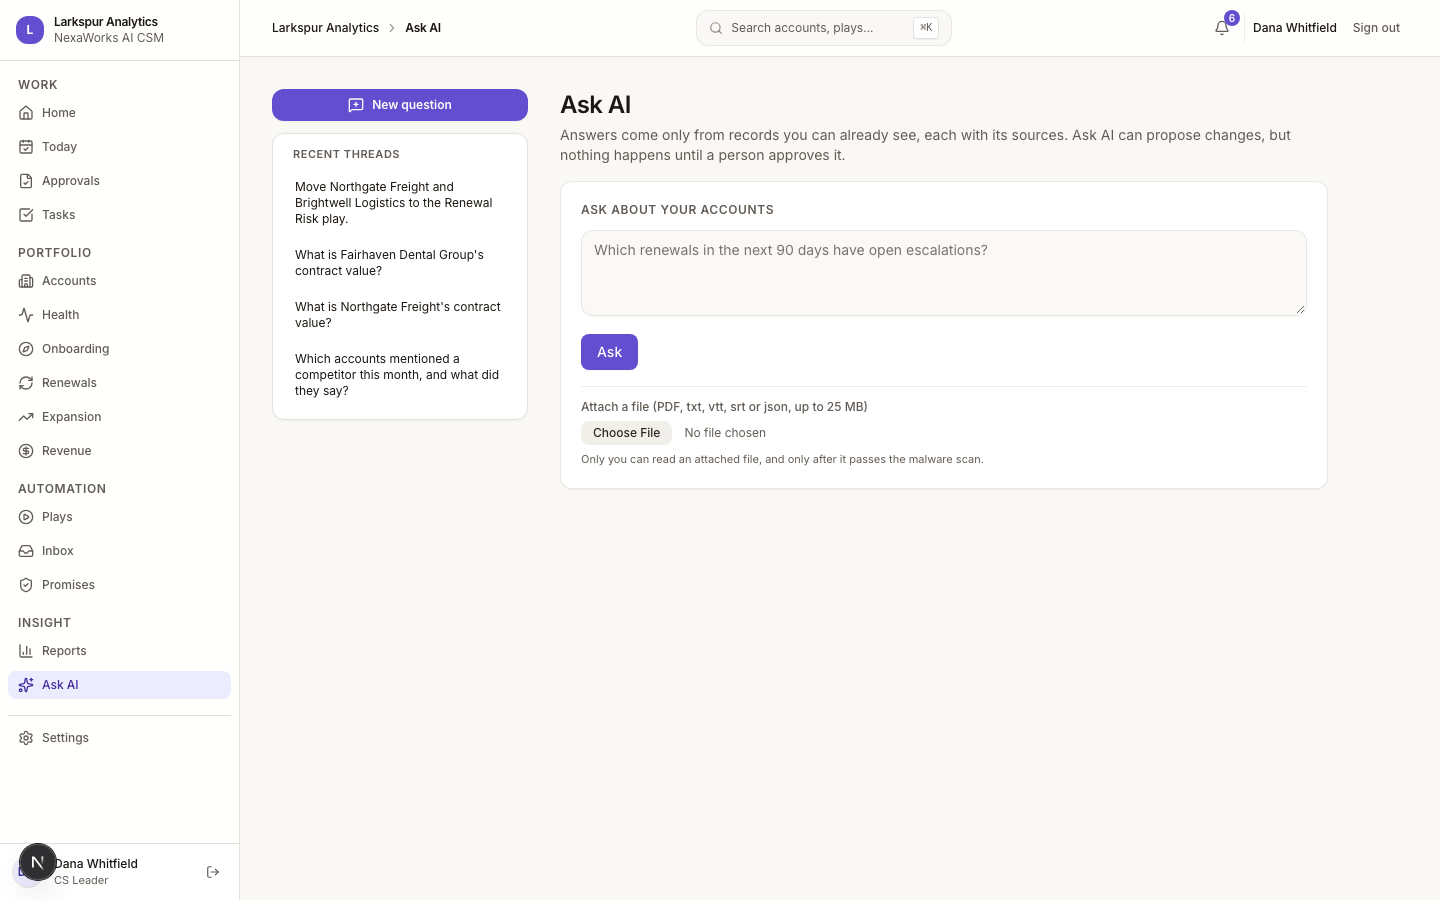 L
Larkspur Analytics
NexaWorks AI CSM
WORK
Home
Today
Approvals
Tasks
PORTFOLIO
Accounts
Health
Onboarding
Renewals
Expansion
Revenue
AUTOMATION
Plays
Inbox
Promises
INSIGHT
Reports
Ask AI
Settings
N
Dana Whitfield
CS Leader
Larkspur Analytics
Ask AI
Search accounts, plays...
⌘K
6
Dana Whitfield
Sign out
New question
RECENT THREADS
Move Northgate Freight and
Brightwell Logistics to the Renewal
Risk play.
What is Fairhaven Dental Group's
contract value?
What is Northgate Freight's contract
value?
Which accounts mentioned a
competitor this month, and what did
they say?
Ask AI
Answers come only from records you can already see, each with its sources. Ask AI can propose changes, but
nothing happens until a person approves it.
ASK ABOUT YOUR ACCOUNTS
Which renewals in the next 90 days have open escalations?
Ask
Attach a file (PDF, txt, vtt, srt or json, up to 25 MB)
Choose File
No file chosen
Only you can read an attached file, and only after it passes the malware scan.